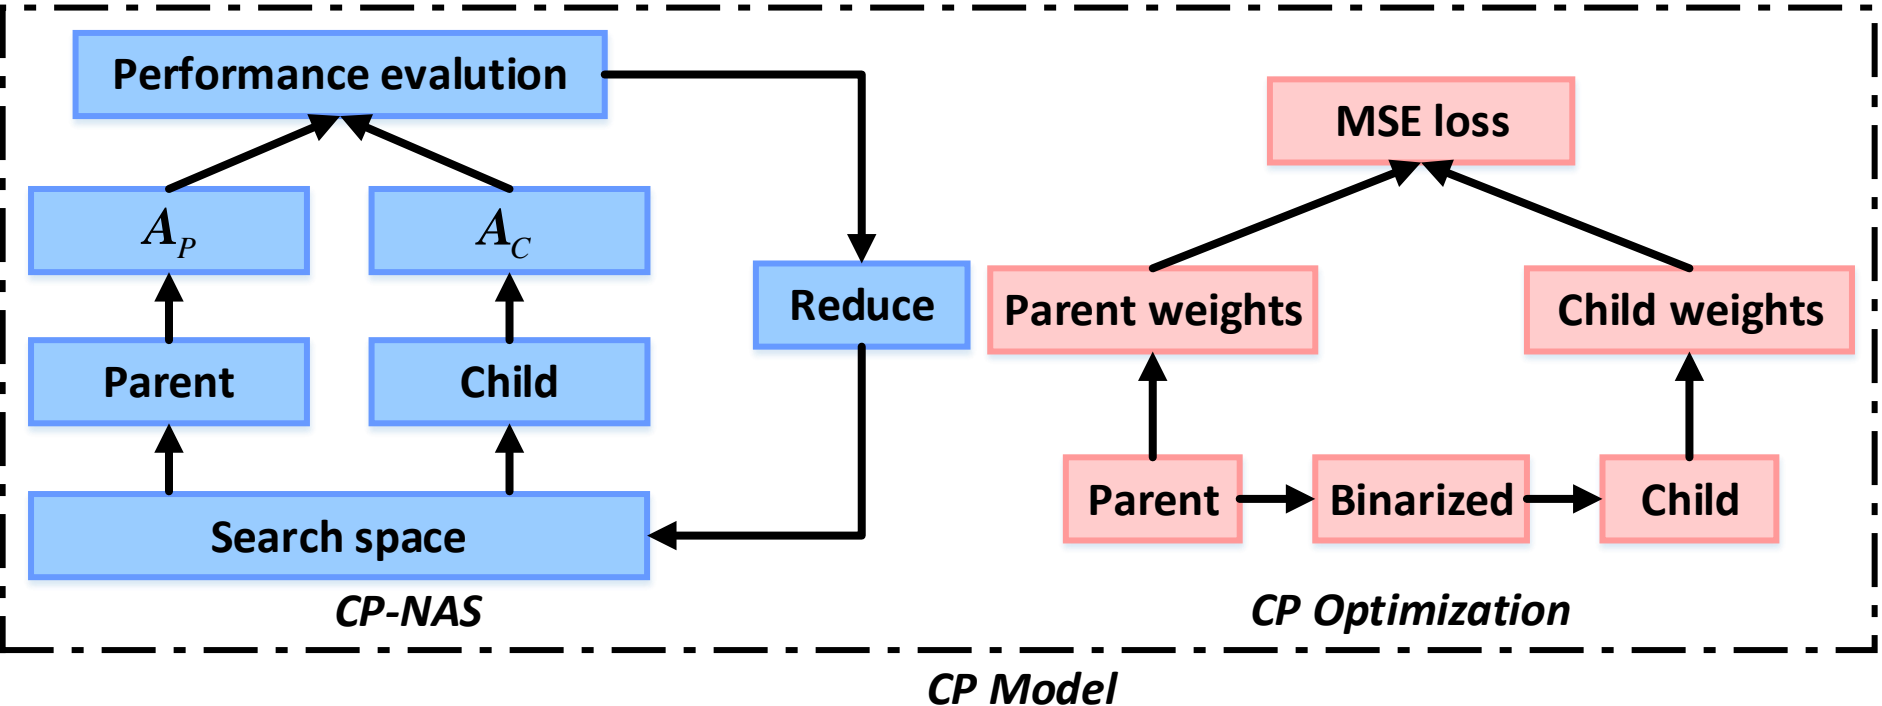 Performance evalution
MSE loss
A_P
A_C
Reduce
Parent weights
Child weights
Parent
Child
Parent
Binarized
Child
Search space
CP-NAS
CP Optimization
CP Model